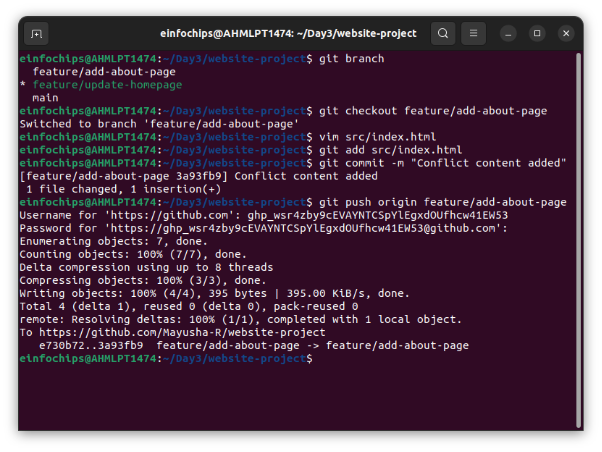 einfochips@AHMLPT1474: ~/Day3/website-project
einfochips@AHMLPT1474:~/Day3/website-project$ git branch
feature/add-about-page
* feature/update-homepage
main
einfochips@AHMLPT1474:~/Day3/website-project$ git checkout feature/add-about-page
Switched to branch 'feature/add-about-page'
einfochips@AHMLPT1474:~/Day3/website-project$ vim src/index.html
einfochips@AHMLPT1474:~/Day3/website-project$ git add src/index.html
einfochips@AHMLPT1474:~/Day3/website-project$ git commit -m "Conflict content added"
[feature/add-about-page 3a93fb9] Conflict content added
1 file changed, 1 insertion(+)
einfochips@AHMLPT1474:~/Day3/website-project$ git push origin feature/add-about-page
Username for 'https://github.com': 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
Password for 'https://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@github.com':
Enumerating objects: 7, done.
Counting objects: 100% (7/7), done.
Delta compression using up to 8 threads
Compressing objects: 100% (3/3), done.
Writing objects: 100% (4/4), 395 bytes | 395.00 KiB/s, done.
Total 4 (delta 1), reused 0 (delta 0), pack-reused 0
remote: Resolving deltas: 100% (1/1), completed with 1 local object.
To https://github.com/Mayusha-R/website-project
e730b72..3a93fb9  feature/add-about-page -> feature/add-about-page
einfochips@AHMLPT1474:~/Day3/website-project$